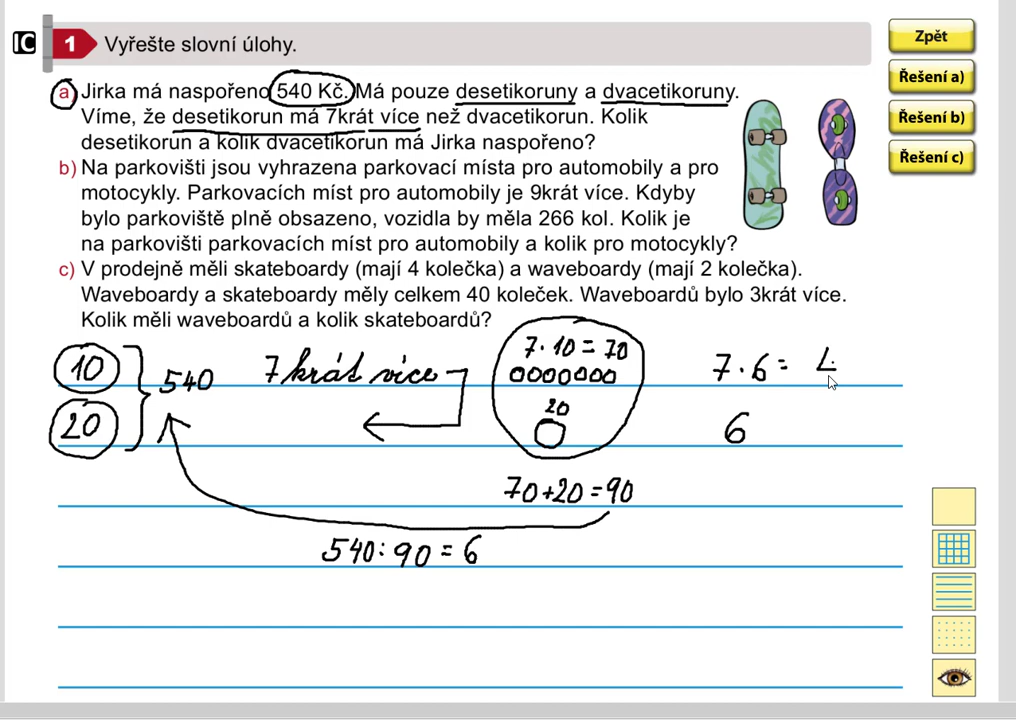 IC
1 Vyřešte slovní úlohy.
Zpět
Řešení a)
Řešení b)
Řešení c)
a) Jirka má naspořeno 540 Kč. Má pouze desetikoruny a dvacetikoruny.
Víme, že desetikorun má 7krát více než dvacetikorun. Kolik
desetikorun a kolik dvacetikorun má Jirka naspořeno?
b) Na parkovišti jsou vyhrazena parkovací místa pro automobily a pro
motocykly. Parkovacích míst pro automobily je 9krát více. Kdyby
bylo parkoviště plně obsazeno, vozidla by měla 266 kol. Kolik je
na parkovišti parkovacích míst pro automobily a kolik pro motocykly?
c) V prodejně měli skateboardy (mají 4 kolečka) a waveboardy (mají 2 kolečka).
Waveboardy a skateboardy měly celkem 40 koleček. Waveboardů bylo 3krát více.
Kolik měli waveboardů a kolik skateboardů?
10
20
540
7krát více
7·10=70
20
70+20=90
540:90=6
7·6=
6